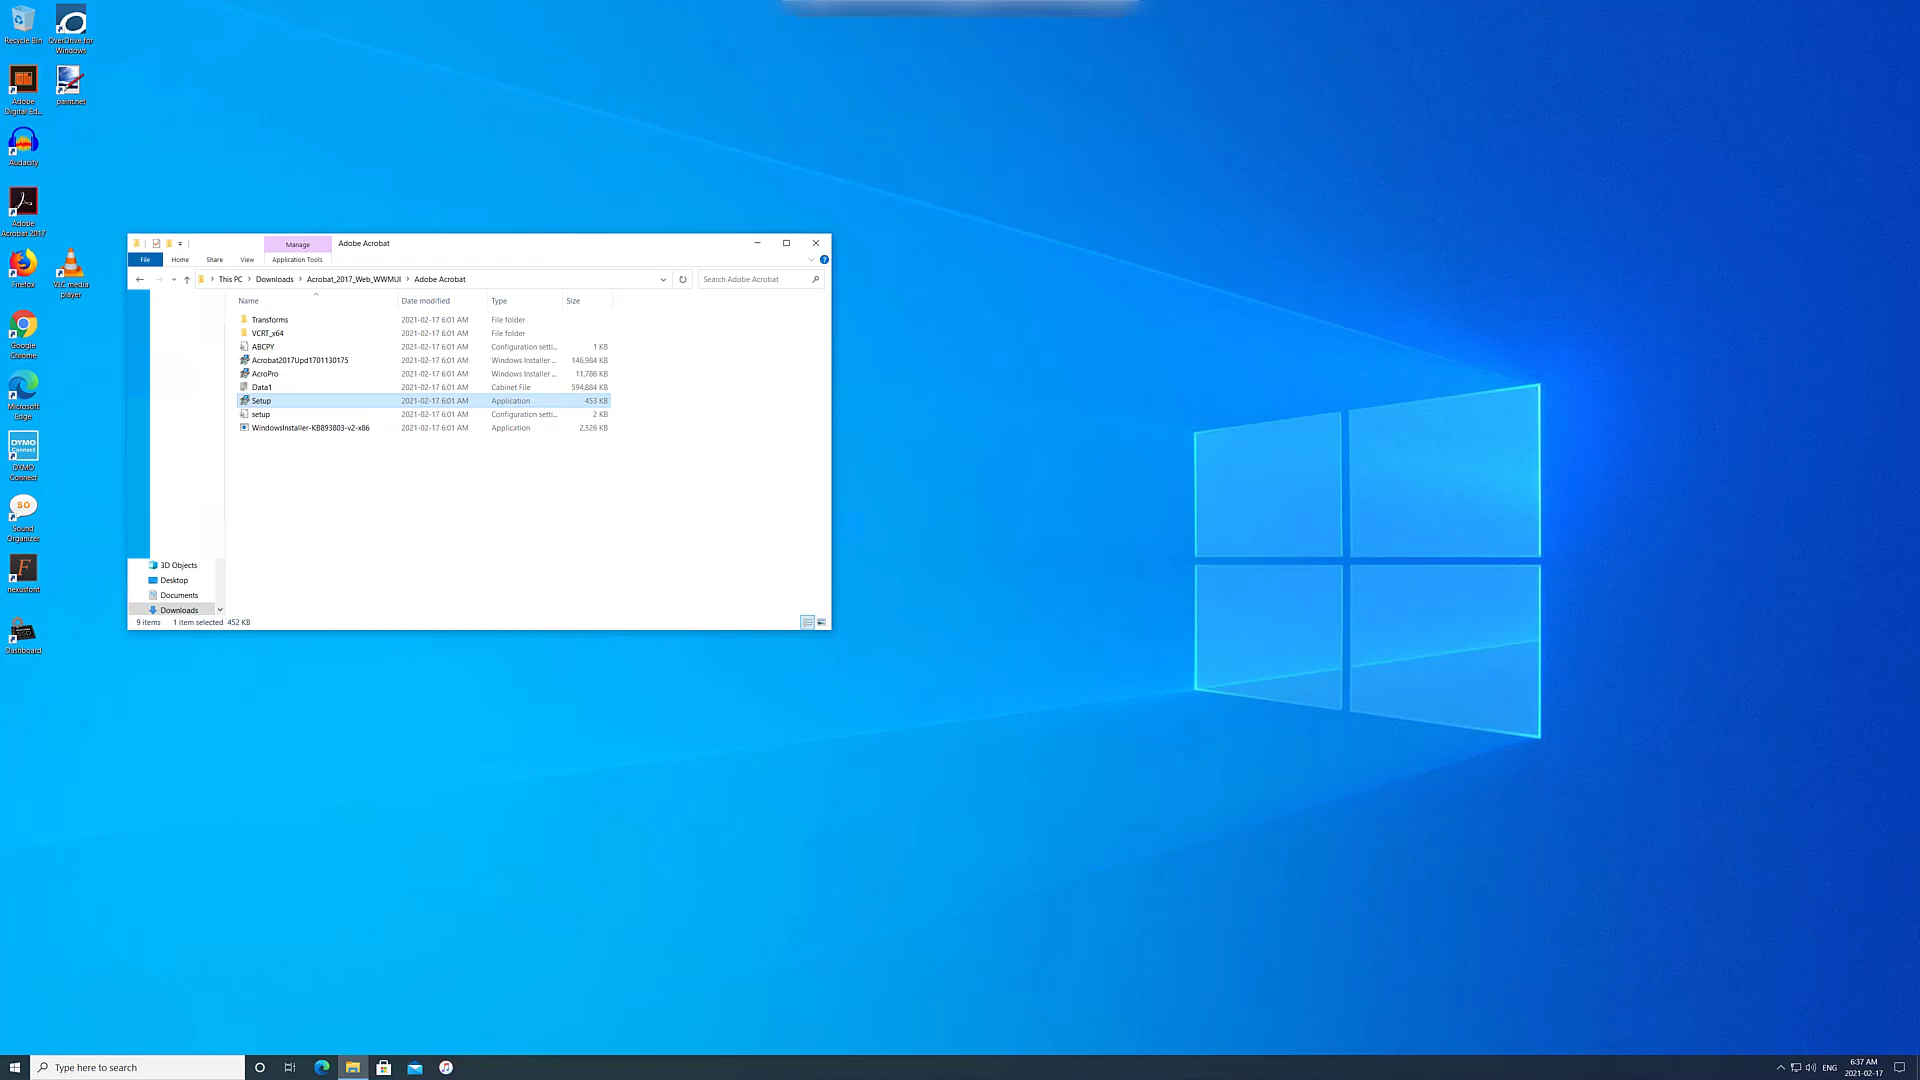 Recycle Bin
OverDrive for
Windows
Adobe
Digital Ed...
paint.net
Audacity
Adobe
Acrobat 2017
Firefox
VLC media
player
Google
Chrome
Microsoft
Edge
DYMO
Connect
DYMO
Connect
SO
Sound
Organizer
F
nexusfont
SSD
Dashboard
Manage
Adobe Acrobat
File
Home
Share
View
Application Tools
This PC > Downloads > Acrobat_2017_Web_WWMUI > Adobe Acrobat
Search Adobe Acrobat
Name Date modified Type Size
Transforms 2021-02-17 6:01 AM File folder
VCRT_x64 2021-02-17 6:01 AM File folder
ABCPY 2021-02-17 6:01 AM Configuration setti... 1 KB
Acrobat2017Upd1701130175 2021-02-17 6:01 AM Windows Installer ... 146,984 KB
AcroPro 2021-02-17 6:01 AM Windows Installer ... 11,786 KB
Data1 2021-02-17 6:01 AM Cabinet File 594,884 KB
Setup 2021-02-17 6:01 AM Application 453 KB
setup 2021-02-17 6:01 AM Configuration setti... 2 KB
WindowsInstaller-KB893803-v2-x86 2021-02-17 6:01 AM Application 2,526 KB
3D Objects
Desktop
Documents
Downloads
9 items 1 item selected 452 KB
Type here to search
ENG
6:37 AM
2021-02-17